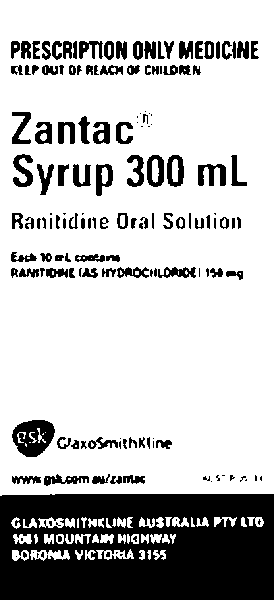 PRESCRIPTION ONLY MEDICINE
KEEP OUT OF REACH OF CHILDREN
Zantac®
Syrup 300 mL
Ranitidine Oral Solution
Each 10 mL contains
RANITIDINE (AS HYDROCHLORIDE) 150 mg
gsk GlaxoSmithKline
www.gsk.com.au/zantac
GLAXOSMITHKLINE AUSTRALIA PTY LTD
1061 MOUNTAIN HIGHWAY
BORONIA VICTORIA 3155